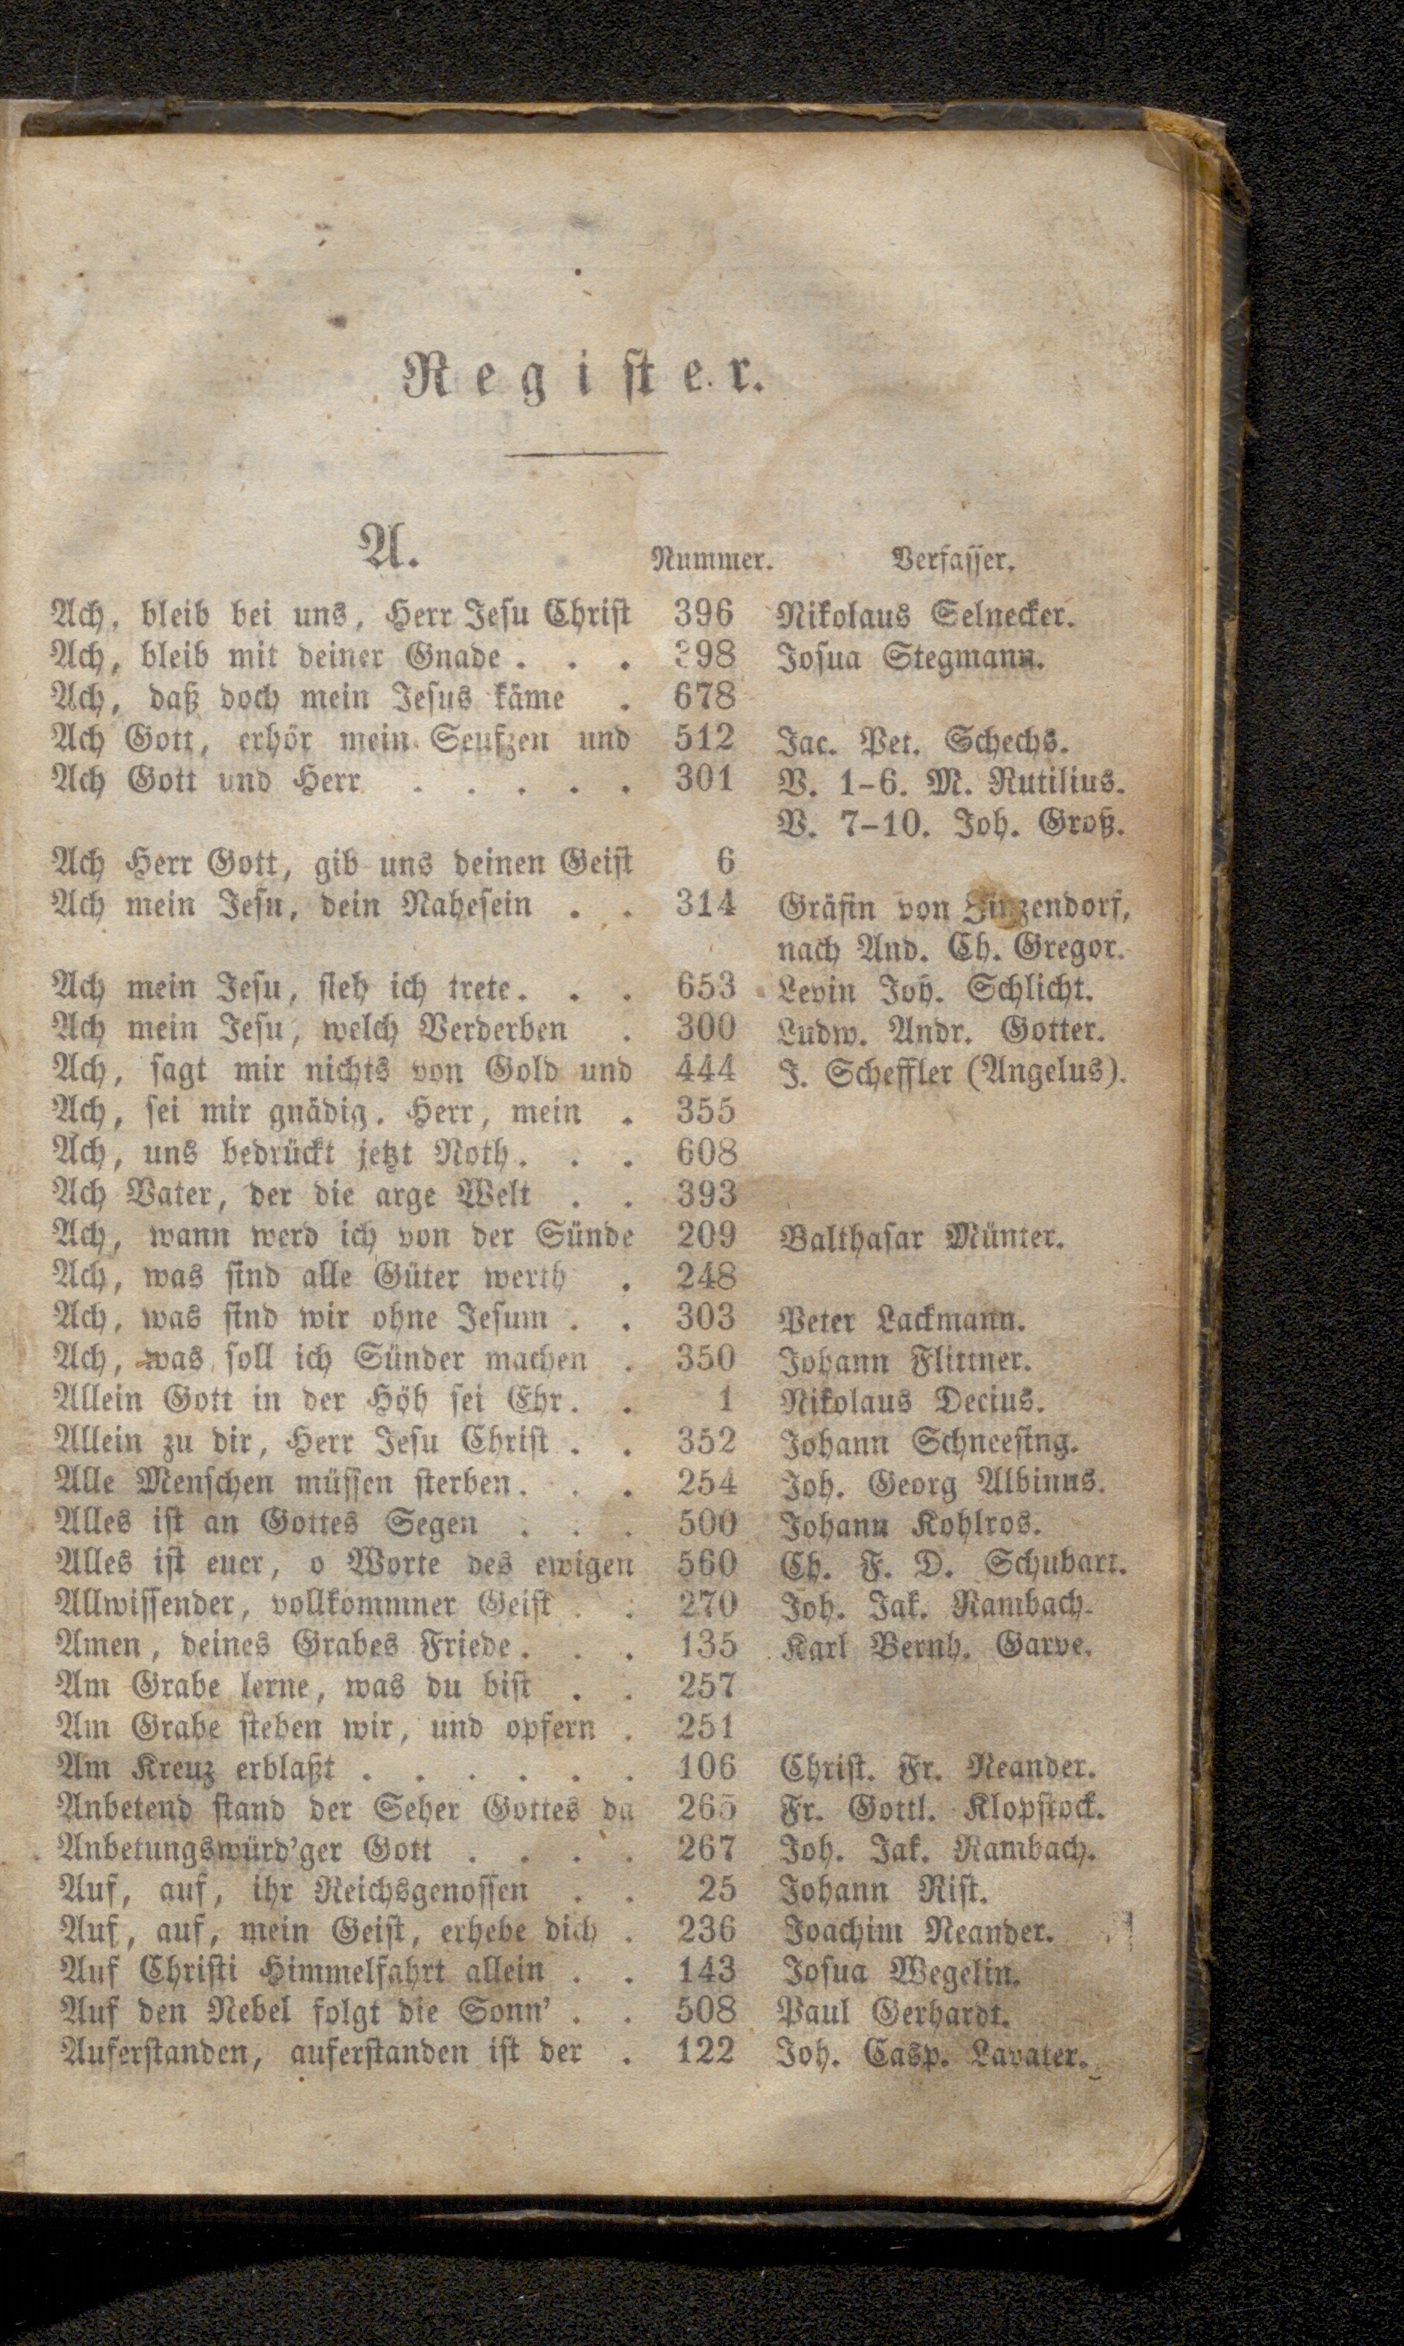 Register.
A. Nummer. Verfasser.
Ach, bleib bei uns, Herr Jesu Christ 396 Nikolaus Selnecker.
Ach, bleib mit deiner Gnade . . . 398 Josua Stegmann.
Ach, daß doch mein Jesus käme . 678
Ach Gott, erhör mein Seufzen und 512 Jac. Pet. Schechs.
Ach Gott und Herr . . . . . 301 V. 1-6. M. Rutilius.
V. 7-10. Joh. Groß.
Ach Herr Gott, gib uns deinen Geist 6
Ach mein Jesu, dein Nahesein . . 314 Gräfin von Zinzendorf,
nach And. Ch. Gregor.
Ach mein Jesu, sieh ich trete. . . 653 Levin Joh. Schlicht.
Ach mein Jesu, welch Verderben . 300 Ludw. Andr. Gotter.
Ach, sagt mir nichts von Gold und 444 J. Scheffler (Angelus).
Ach, sei mir gnädig, Herr, mein . 355
Ach, uns bedrückt jetzt Noth. . . 608
Ach Vater, der die arge Welt . . 393
Ach, wann werd ich von der Sünde 209 Balthasar Münter.
Ach, was sind alle Güter werth . 248
Ach, was sind wir ohne Jesum . . 303 Peter Lackmann.
Ach, was soll ich Sünder machen . 350 Johann Flittner.
Allein Gott in der Höh sei Ehr. . 1 Nikolaus Decius.
Allein zu dir, Herr Jesu Christ . . 352 Johann Schneesing.
Alle Menschen müssen sterben. . . 254 Joh. Georg Albinus.
Alles ist an Gottes Segen . . . 500 Johann Kohlros.
Alles ist euer, o Worte des ewigen 560 Ch. F. D. Schubart.
Allwissender, vollkommner Geist . . 270 Joh. Jak. Rambach.
Amen, deines Grabes Friede. . . 135 Karl Bernh. Garve.
Am Grabe lerne, was du bist . . 257
Am Grabe stehen wir, und opfern . 251
Am Kreuz erblaßt . . . . . . 106 Christ. Fr. Neander.
Anbetend stand der Seher Gottes da 265 Fr. Gottl. Klopstock.
Anbetungswürd'ger Gott . . . . 267 Joh. Jak. Rambach.
Auf, auf, ihr Reichsgenossen . . 25 Johann Rist.
Auf, auf, mein Geist, erhebe dich . 236 Joachim Neander.
Auf Christi Himmelfahrt allein . . 143 Josua Wegelin.
Auf den Nebel folgt die Sonn' . . 508 Paul Gerhardt.
Auferstanden, auferstanden ist der . 122 Joh. Casp. Lavater.